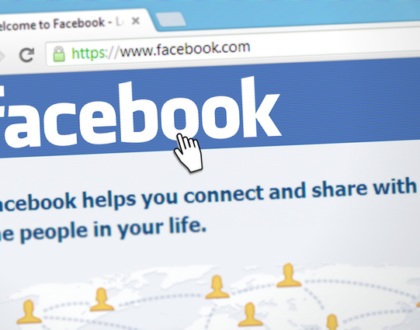 elcome to Facebook - L
https://www.facebook.com
facebook
acebook helps you connect and share with
e people in your life.